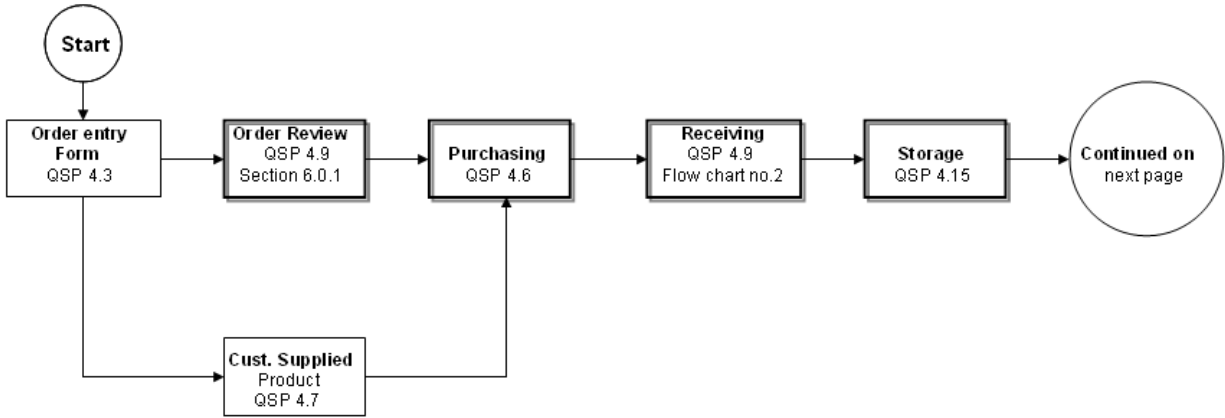 Start
Order entry
Form
QSP 4.3
Order Review
QSP 4.9
Section 6.0.1
Purchasing
QSP 4.6
Receiving
QSP 4.9
Flow chart no.2
Storage
QSP 4.15
Continued on
next page
Cust. Supplied
Product
QSP 4.7